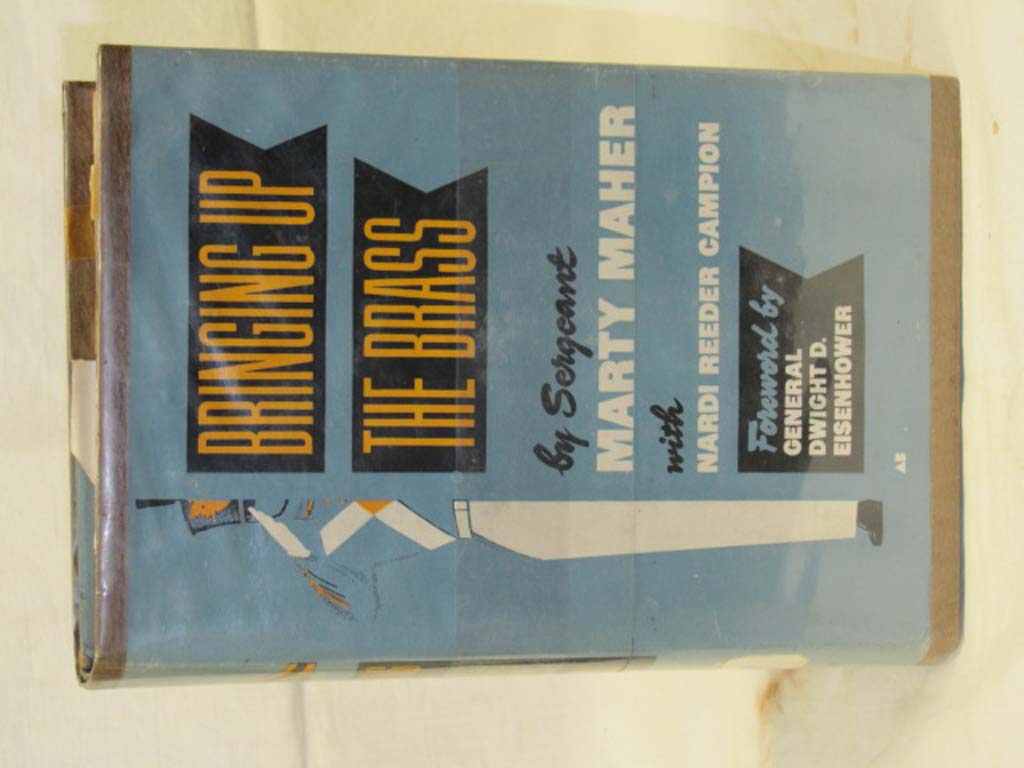 BRINGING UP
THE BRASS
by Sergeant
MARTY MAHER
with
NARDI REEDER CAMPION
Foreword by
GENERAL
DWIGHT D.
EISENHOWER